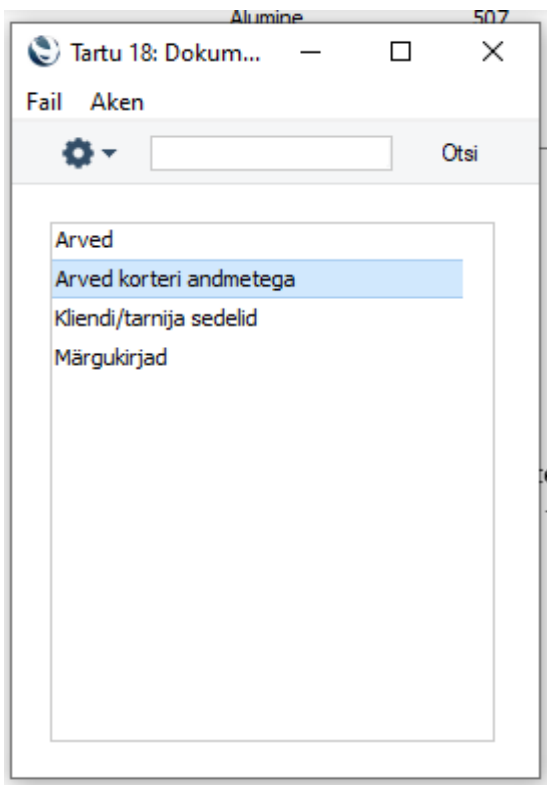 Alumine 507
Tartu 18: Dokum...
Fail Aken
Otsi
Arved
Arved korteri andmetega
Kliendi/tarnija sedelid
Märgukirjad